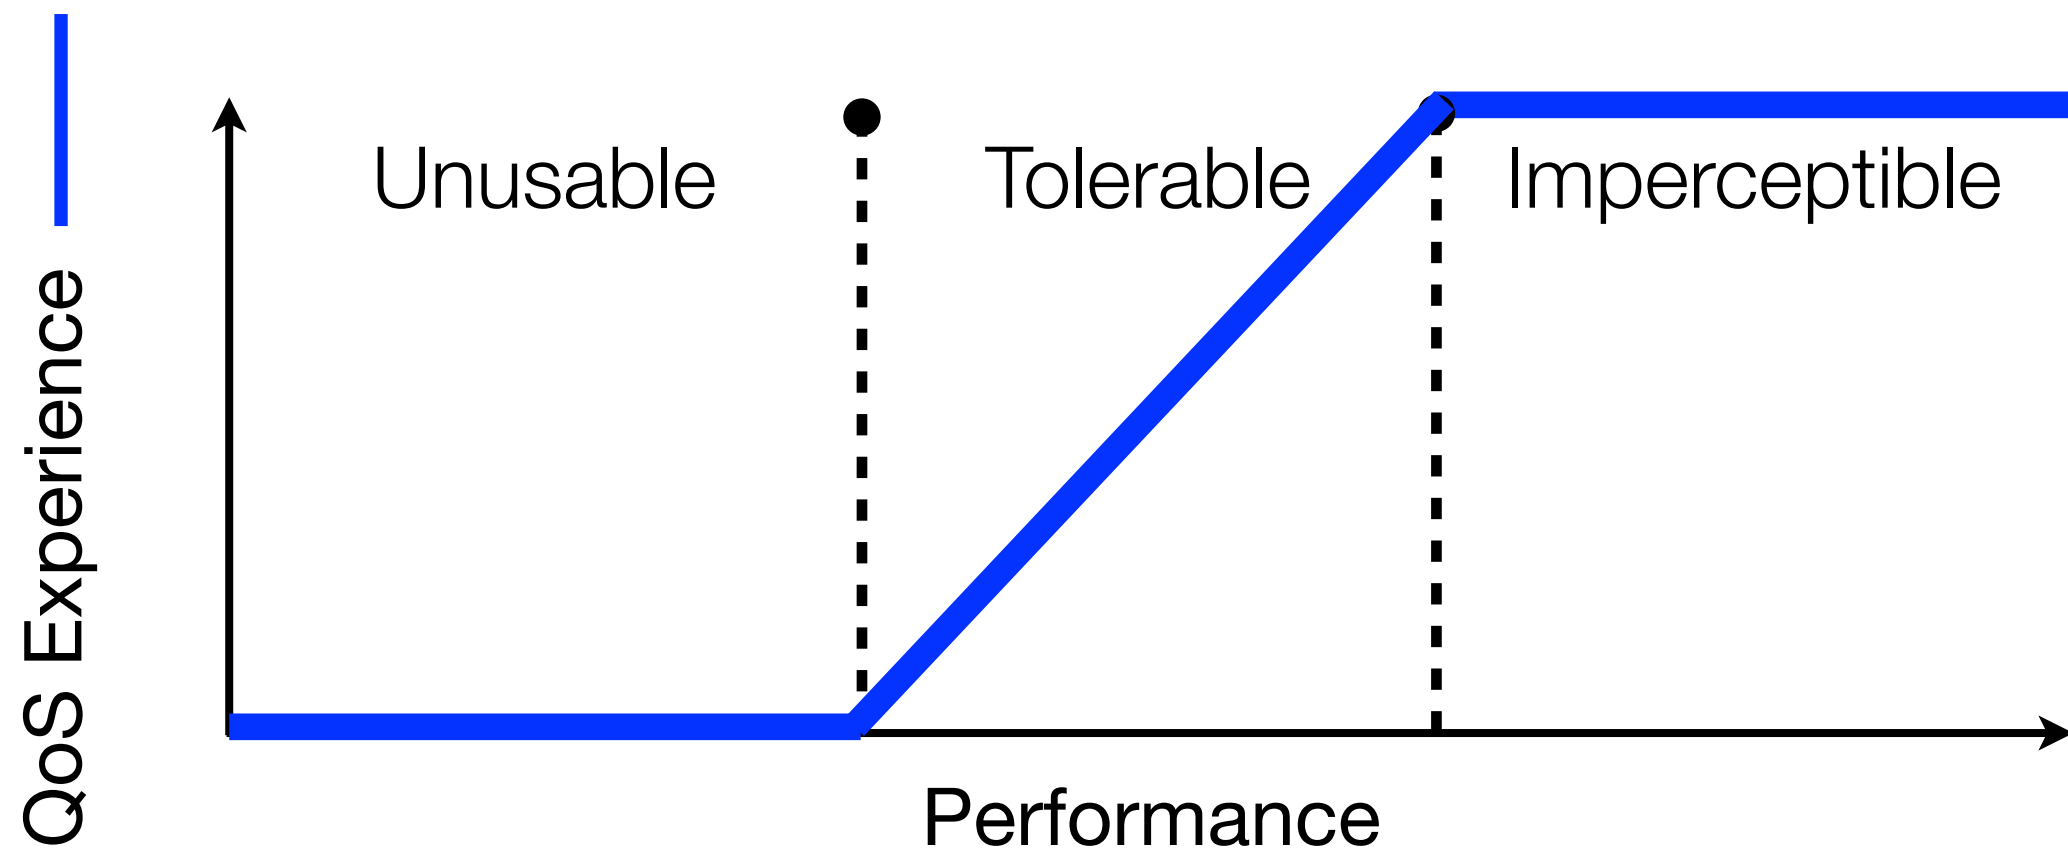 QoS Experience
Unusable
Tolerable
Imperceptible
Performance